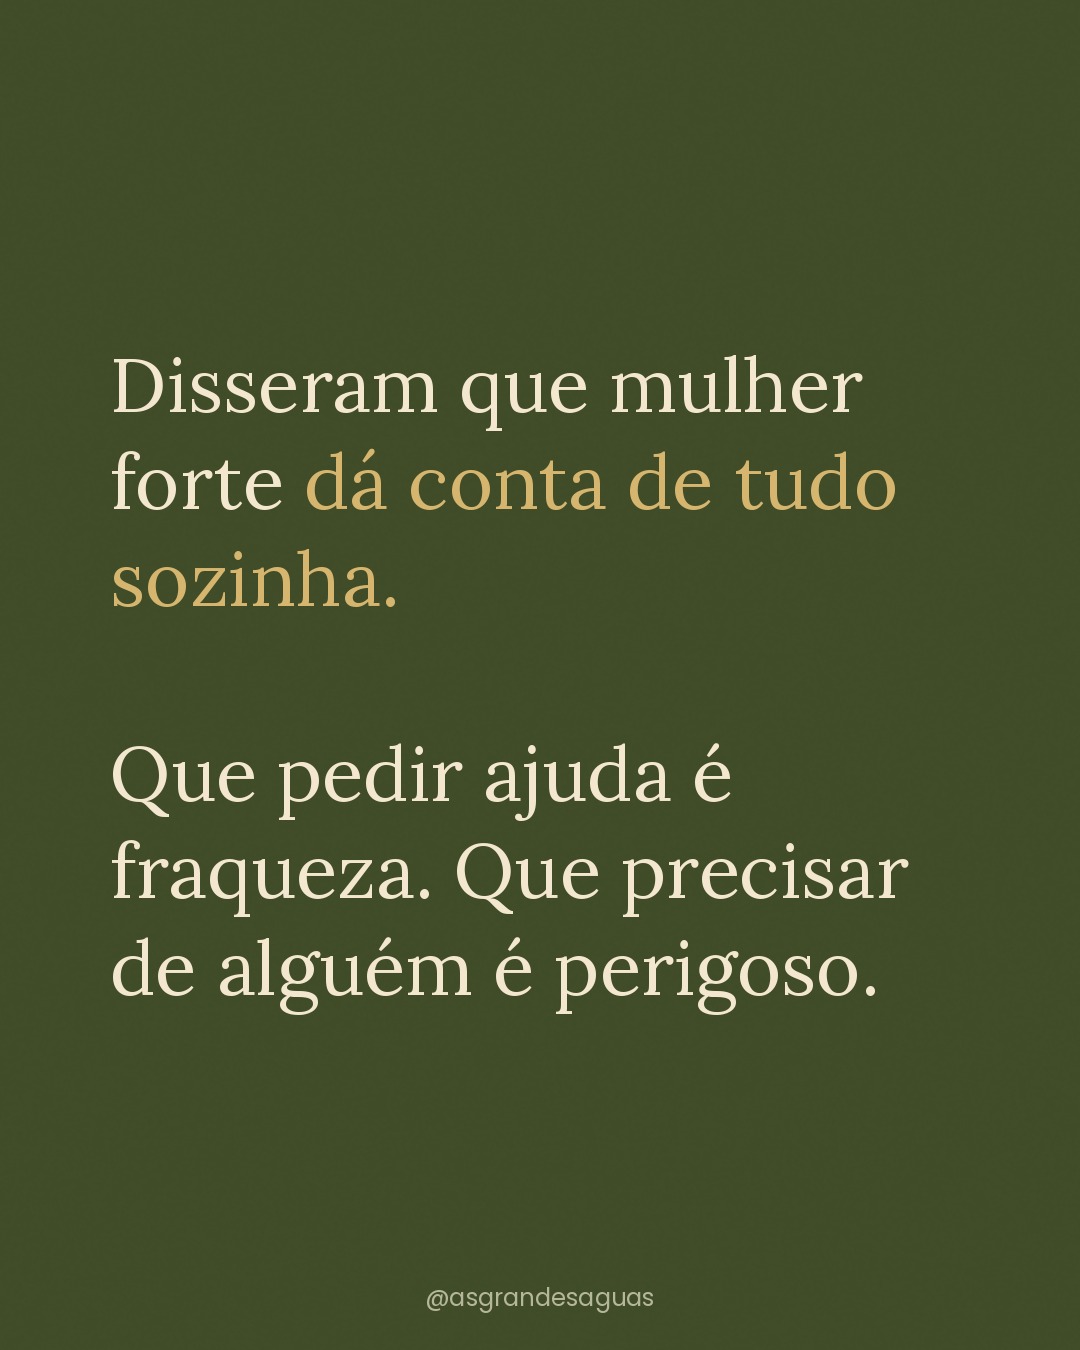 Disseram que mulher
forte dá conta de tudo
sozinha.
Que pedir ajuda é
fraqueza. Que precisar
de alguém é perigoso.
@asgrandesaguas